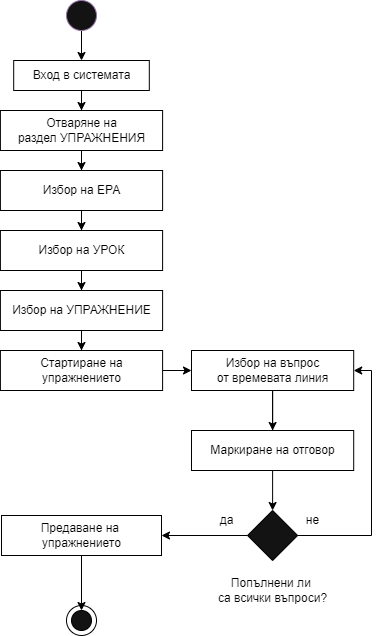 Вход в системата
Отваряне на
раздел УПРАЖНЕНИЯ
Избор на ЕРА
Избор на УРОК
Избор на УПРАЖНЕНИЕ
Стартиране на
упражнението
Избор на въпрос
от времевата линия
Маркиране на отговор
да
не
Предаване на
упражнението
Попълнени ли
са всички въпроси?